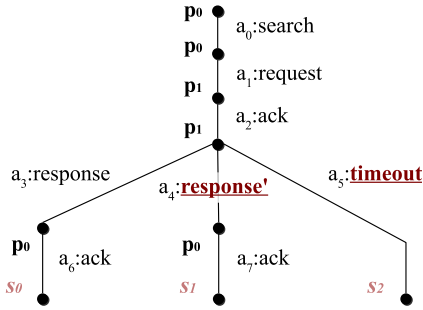 p₀
a₀:search
p₀
a₁:request
p₁
a₂:ack
p₁
a₃:response
a₄:response'
a₅:timeout
p₀
a₆:ack
p₀
a₇:ack
s₀
s₁
s₂